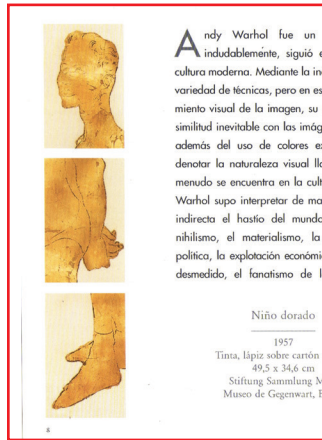 Andy Warhol fue un
indudablemente, siguió e
cultura moderna. Mediante la in
variedad de técnicas, pero en es
miento visual de la imagen, su
similitud inevitable con las imág
además del uso de colores e
denotar la naturaleza visual ll
menudo se encuentra en la cult
Warhol supo interpretar de ma
indirecta el hastío del mund
nihilismo, el materialismo, la
política, la explotación económi
desmedido, el fanatismo de l
Niño dorado
1957
Tinta, lápiz sobre cartón
49,5 x 34,6 cm
Stiftung Sammlung M
Museo de Gegenwart,
8